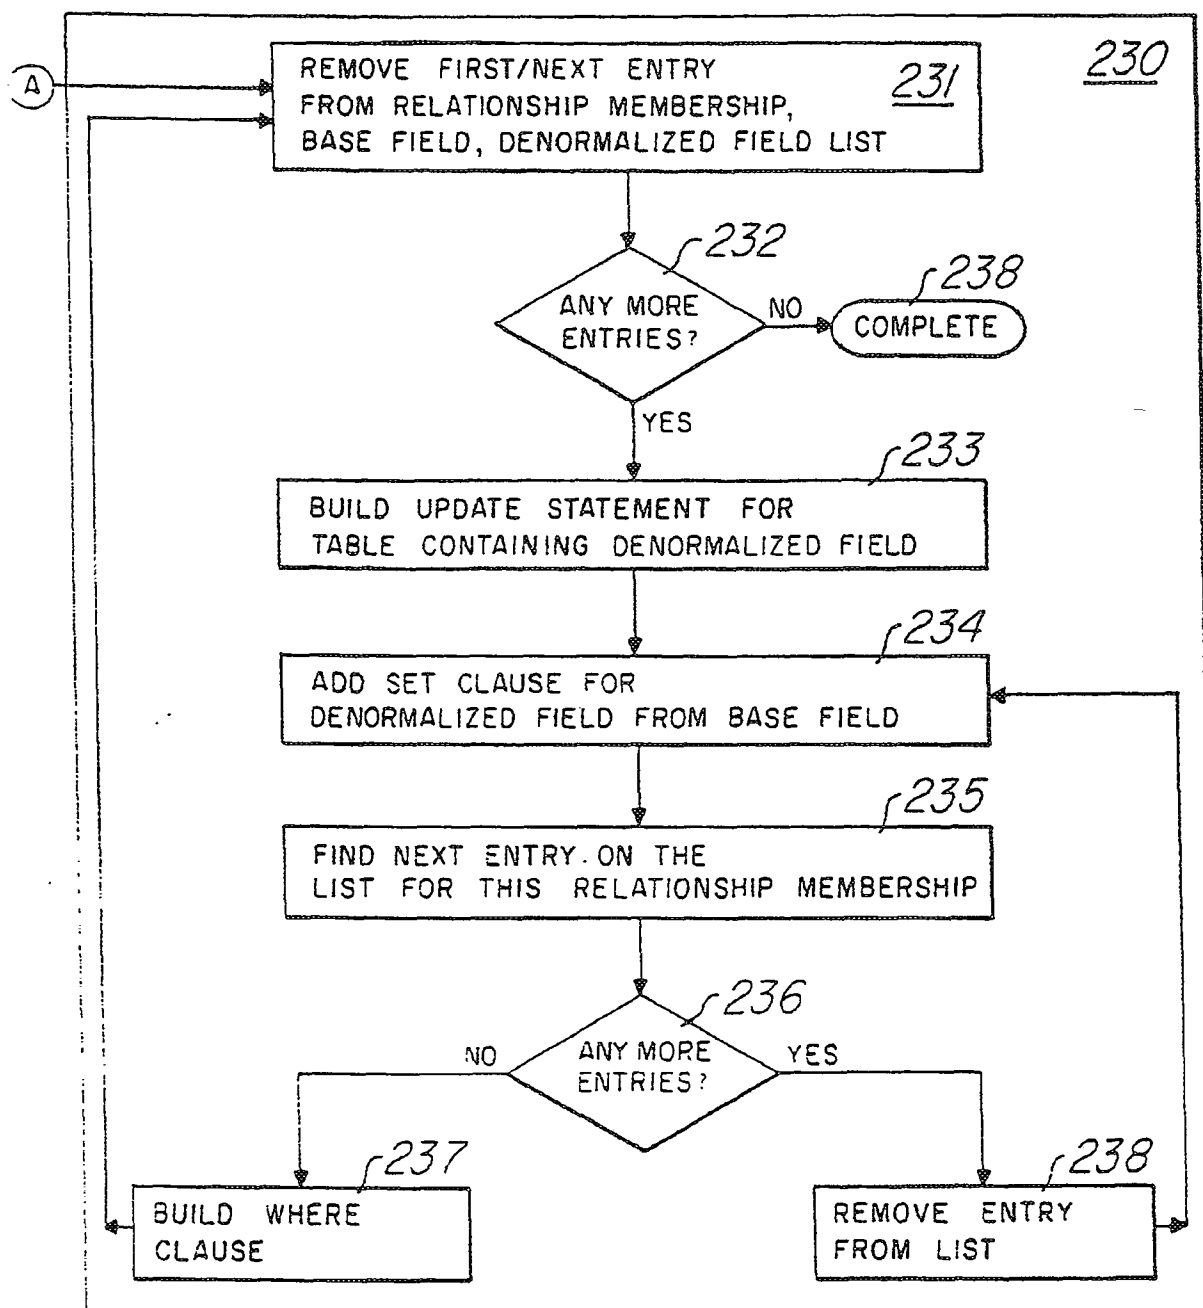 230
A
REMOVE FIRST/NEXT ENTRY
231
FROM RELATIONSHIP MEMBERSHIP,
BASE FIELD, DENORMALIZED FIELD LIST
232
ANY MORE
ENTRIES?
NO
238
COMPLETE
YES
233
BUILD UPDATE STATEMENT FOR
TABLE CONTAINING DENORMALIZED FIELD
234
ADD SET CLAUSE FOR
DENORMALIZED FIELD FROM BASE FIELD
235
FIND NEXT ENTRY ON THE
LIST FOR THIS RELATIONSHIP MEMBERSHIP
236
ANY MORE
ENTRIES?
NO
YES
237
BUILD WHERE
CLAUSE
238
REMOVE ENTRY
FROM LIST